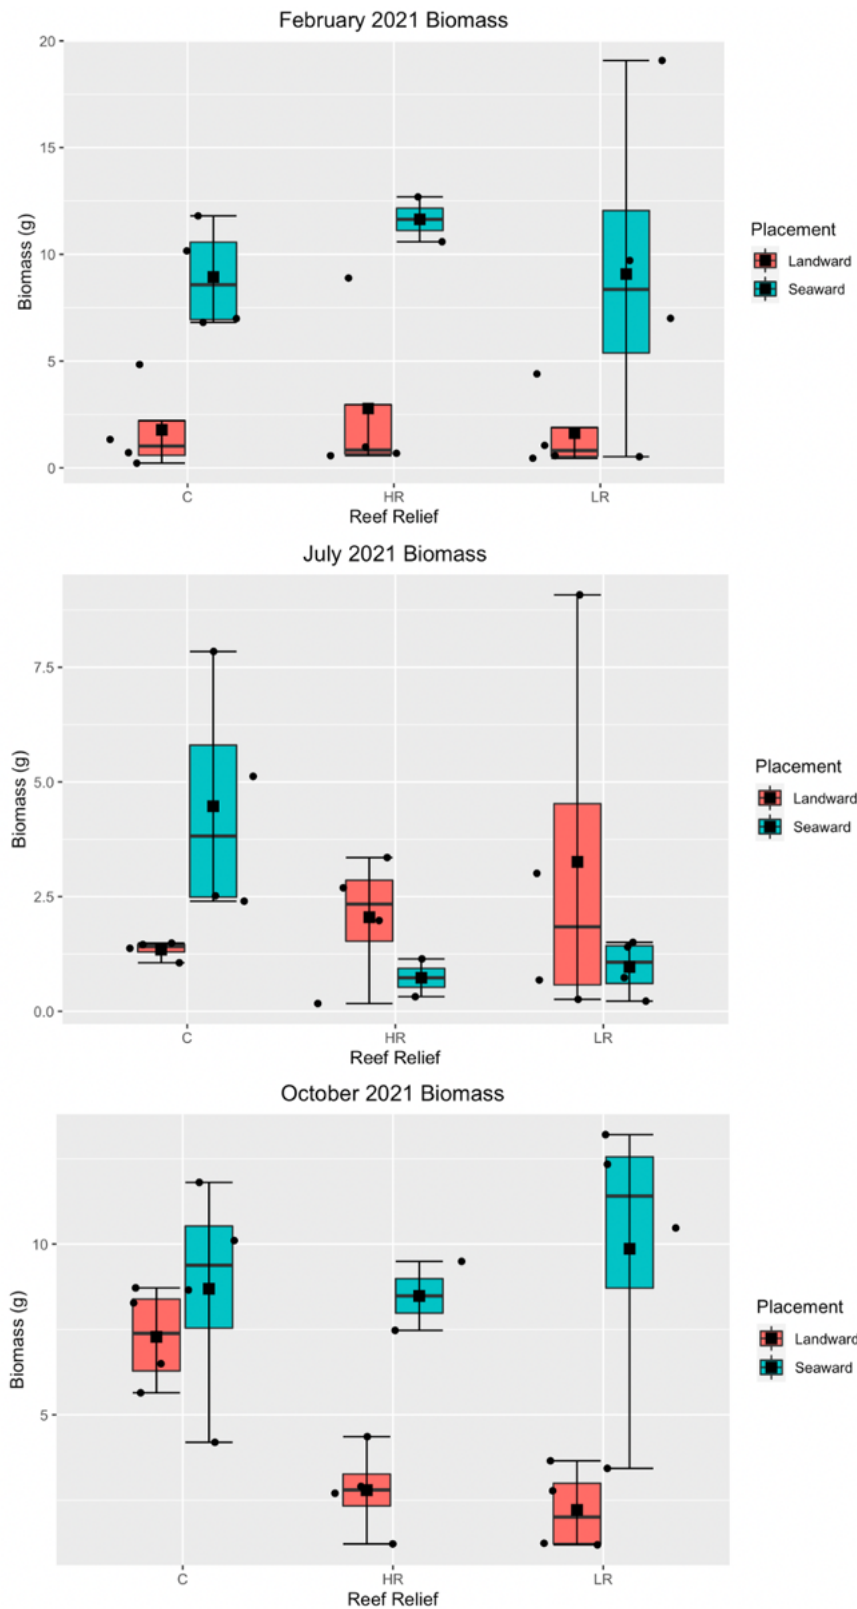 February 2021 Biomass
20
15
10
5
0
Biomass (g)
C HR LR
Reef Relief
Placement
Landward
Seaward
July 2021 Biomass
7.5
5.0
2.5
0.0
Biomass (g)
C HR LR
Reef Relief
Placement
Landward
Seaward
October 2021 Biomass
10
5
Biomass (g)
C HR LR
Reef Relief
Placement
Landward
Seaward